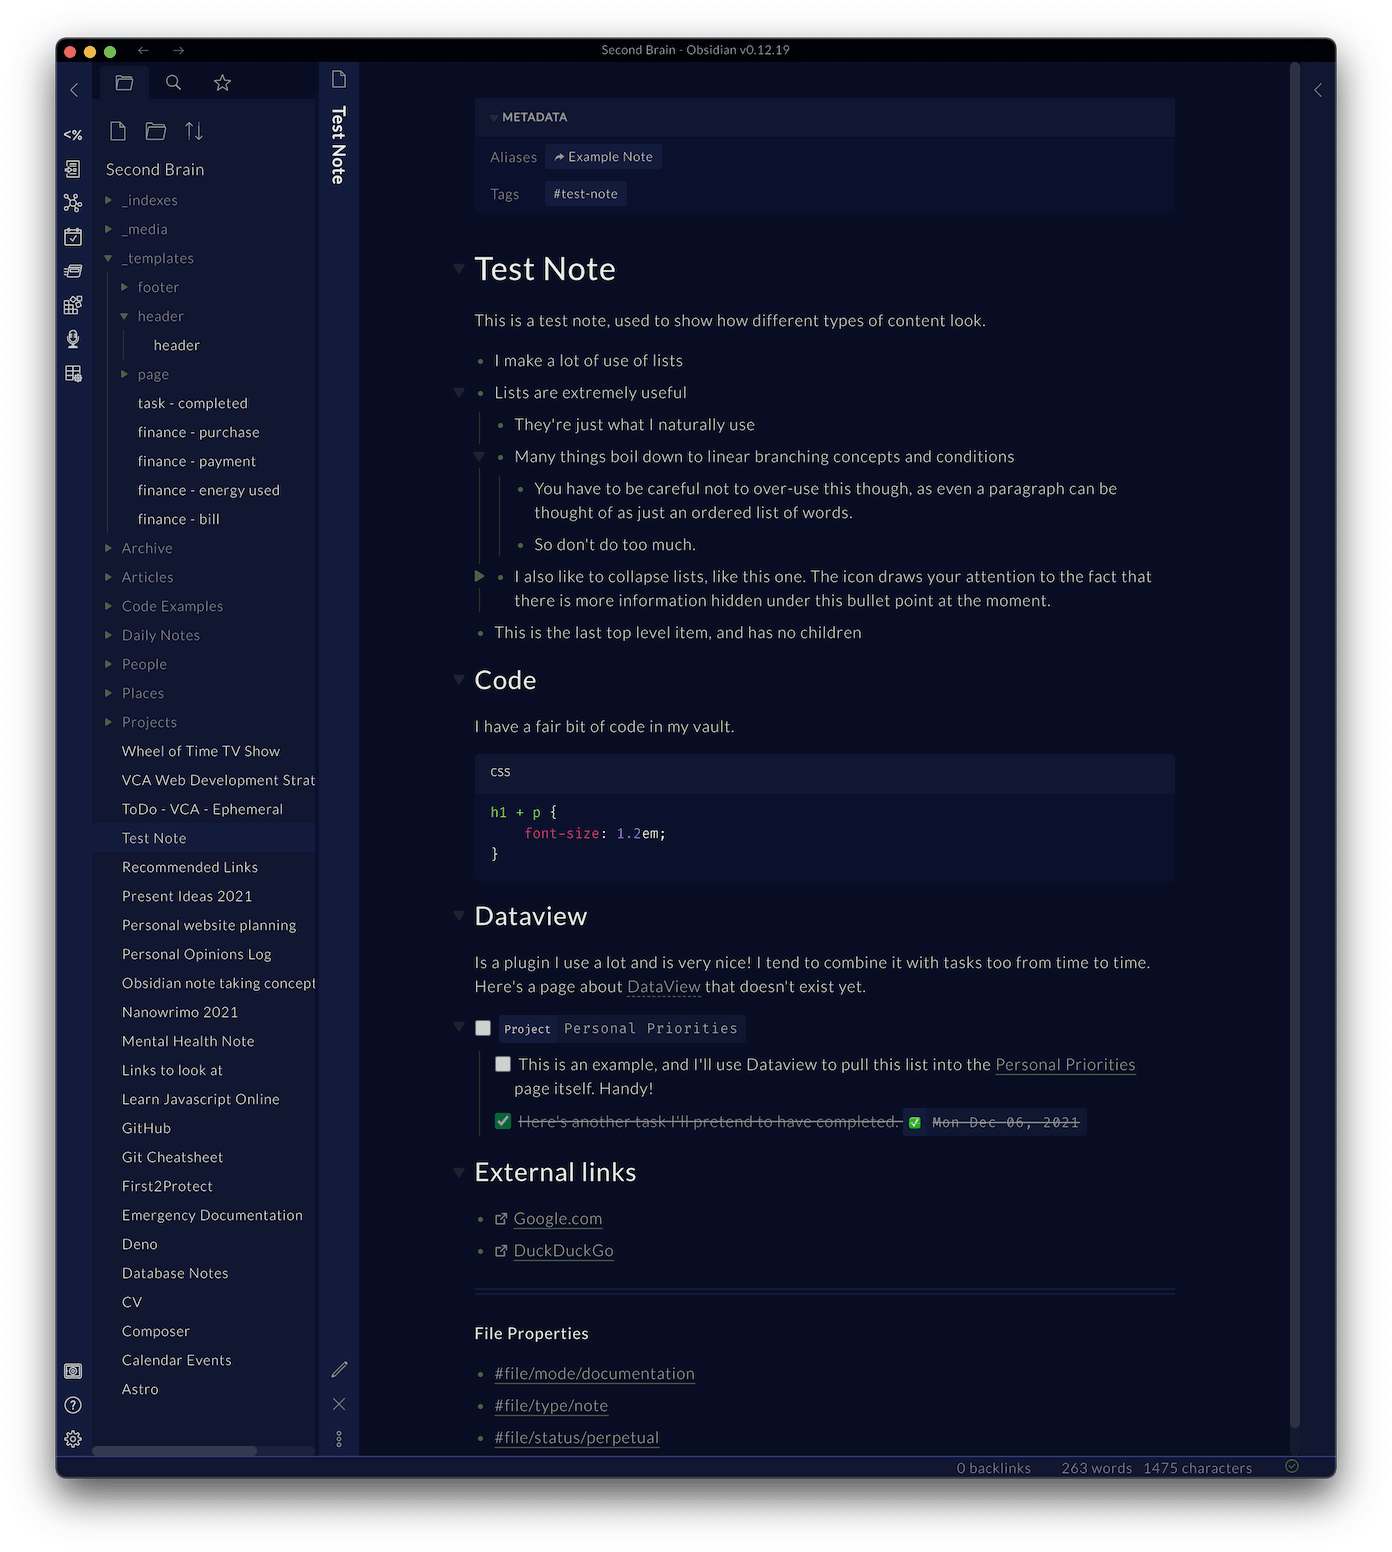 Second Brain - Obsidian v0.12.19
<%
Second Brain
_indexes
_media
_templates
footer
header
header
page
task - completed
finance - purchase
finance - payment
finance - energy used
finance - bill
Archive
Articles
Code Examples
Daily Notes
People
Places
Projects
Wheel of Time TV Show
VCA Web Development Strat
ToDo - VCA - Ephemeral
Test Note
Recommended Links
Present Ideas 2021
Personal website planning
Personal Opinions Log
Obsidian note taking concept
Nanowrimo 2021
Mental Health Note
Links to look at
Learn Javascript Online
GitHub
Git Cheatsheet
First2Protect
Emergency Documentation
Deno
Database Notes
CV
Composer
Calendar Events
Astro
Test Note
METADATA
Aliases Example Note
Tags #test-note
Test Note
This is a test note, used to show how different types of content look.
I make a lot of use of lists
Lists are extremely useful
They're just what I naturally use
Many things boil down to linear branching concepts and conditions
You have to be careful not to over-use this though, as even a paragraph can be
thought of as just an ordered list of words.
So don't do too much.
I also like to collapse lists, like this one. The icon draws your attention to the fact that
there is more information hidden under this bullet point at the moment.
This is the last top level item, and has no children
Code
I have a fair bit of code in my vault.
CSS
h1 + p {
font-size: 1.2em;
}
Dataview
Is a plugin I use a lot and is very nice! I tend to combine it with tasks too from time to time.
Here's a page about DataView that doesn't exist yet.
Project Personal Priorities
This is an example, and I'll use Dataview to pull this list into the Personal Priorities
page itself. Handy!
Here's another task I'll pretend to have completed. ✅ Mon Dec 06, 2021
External links
Google.com
DuckDuckGo
File Properties
#file/mode/documentation
#file/type/note
#file/status/perpetual
0 backlinks 263 words 1475 characters